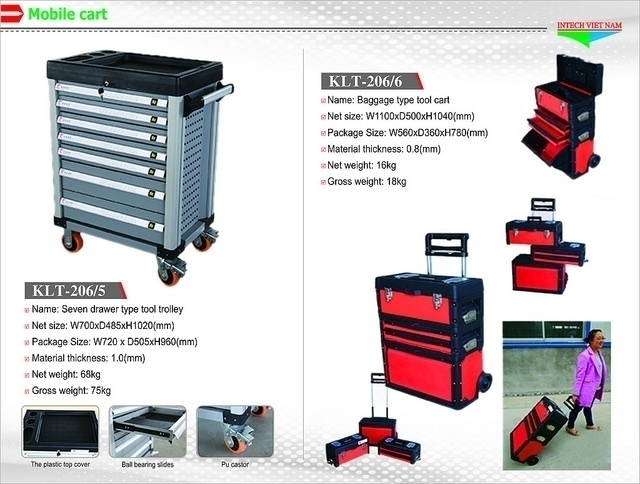 Mobile cart
INTECH VIET NAM
KLT-206/6
Name: Baggage type tool cart
Net size: W1100xD500xH1040(mm)
Package Size: W560xD360xH780(mm)
Material thickness: 0.8(mm)
Net weight: 16kg
Gross weight: 18kg
KLT-206/5
Name: Seven drawer type tool trolley
Net size: W700xD485xH1020(mm)
Package Size: W720 x D505xH960(mm)
Material thickness: 1.0(mm)
Net weight: 68kg
Gross weight: 75kg
The plastic top cover
Ball bearing slides
Pu castor